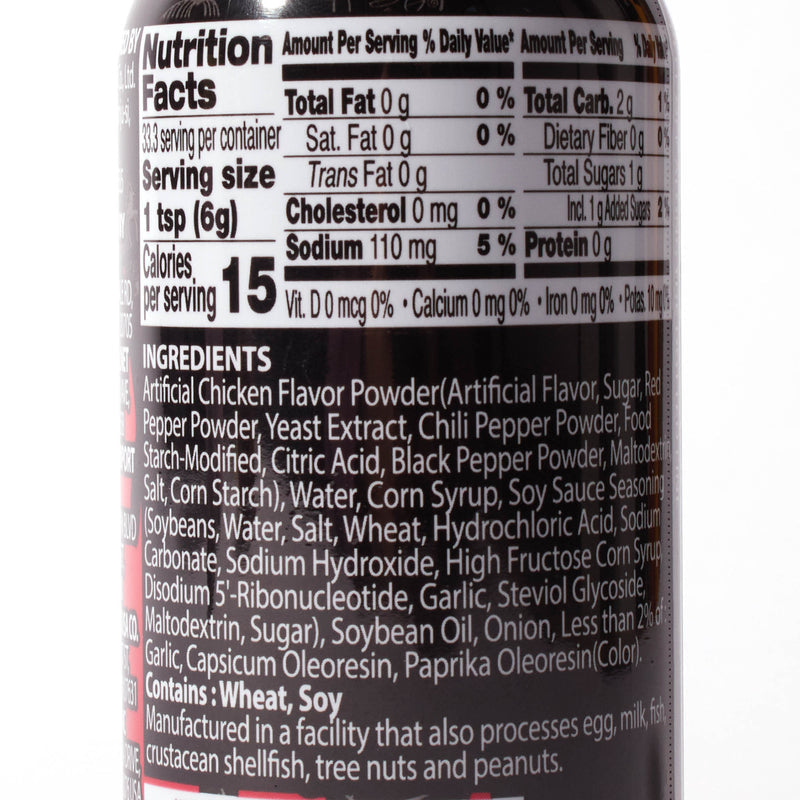 Nutrition
Facts
33.3 serving per container
Serving size
1 tsp (6g)
Calories
per serving 15
Amount Per Serving % Daily Value*
Total Fat 0 g 0 %
Sat. Fat 0 g 0 %
Trans Fat 0 g
Cholesterol 0 mg 0 %
Sodium 110 mg 5 %
Amount Per Serving
Total Carb. 2 g 1%
Dietary Fiber 0 g 0%
Total Sugars 1 g
Incl. 1 g Added Sugars 2%
Protein 0 g
Vit. D 0 mcg 0% • Calcium 0 mg 0% • Iron 0 mg 0% • Potas. 10 mg
INGREDIENTS
Artificial Chicken Flavor Powder(Artificial Flavor, Sugar, Red
Pepper Powder, Yeast Extract, Chili Pepper Powder, Food
Starch-Modified, Citric Acid, Black Pepper Powder, Maltodextrin,
Salt, Corn Starch), Water, Corn Syrup, Soy Sauce Seasoning
(Soybeans, Water, Salt, Wheat, Hydrochloric Acid, Sodium
Carbonate, Sodium Hydroxide, High Fructose Corn Syrup,
Disodium 5'-Ribonucleotide, Garlic, Steviol Glycoside,
Maltodextrin, Sugar), Soybean Oil, Onion, Less than 2% of
Garlic, Capsicum Oleoresin, Paprika Oleoresin(Color).
Contains : Wheat, Soy
Manufactured in a facility that also processes egg, milk, fish,
crustacean shellfish, tree nuts and peanuts.